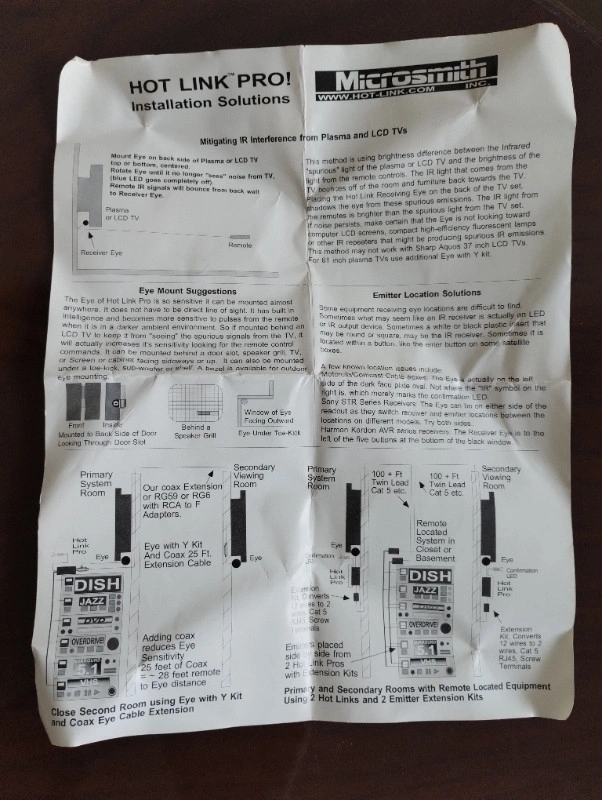 HOT LINK™ PRO!
Installation Solutions
Microsmith
WWW.HOT-LINK.COM INC.
Mitigating IR Interference from Plasma and LCD TVs
Mount Eye on back side of Plasma or LCD TV
top or bottom, centered.
Rotate Eye until it no longer "sees" noise from TV,
(blue LED goes completely off)
Remote IR signals will bounce from back wall
to Receiver Eye.
Plasma
or LCD TV
Receiver Eye
Remote
This method is using brightness difference between the Infrared
"spurious" light of the plasma or LCD TV and the brightness of the
light from the remote controls. The IR light that comes from the
TV bounces off of the room and furniture back towards the TV.
Placing the Hot Link Receiving Eye on the back of the TV set,
shadows the eye from these spurious emissions. The IR light from
the remotes is brighter than the spurious light from the TV set.
If noise persists, make certain that the Eye is not looking toward
computer LCD screens, compact high-efficiency fluorescent lamps
or other IR repeaters that might be producing spurious IR emissions.
This method may not work with Sharp Aquos 37 inch LCD TVs.
For 61 inch plasma TVs use additional Eye with Y kit.
Eye Mount Suggestions
The Eye of Hot Link Pro is so sensitive it can be mounted almost
anywhere. It does not have to be direct line of sight. It has built in
Intelligence and becomes more sensitive to pulses from the remote
when it is in a darker ambient environment. So if mounted behind an
LCD TV to keep it from "seeing" the spurious signals from the TV, it
will actually increases it's sensitivity looking for the remote control
commands. It can be mounted behind a door slot, speaker grill, TV,
or Screen or cabinet facing sideways or up. It can also be mounted
under a toe-kick, sub-woofer or shelf. A bezel is available for outdoor
eye mounting.
Front Inside
Mounted to Back Side of Door
Looking Through Door Slot
Behind a
Speaker Grill
Window of Eye
Facing Outward
Eye Under Toe-Kick
Emitter Location Solutions
Some equipment receiving eye locations are difficult to find.
Sometimes what may seem like an IR receiver is actually an LED
or IR output device. Sometimes a white or black plastic insert that
may be round or square, may be the IR receiver. Sometimes it is
located within a button, like the enter button on some satellite
boxes.
A few known location issues include:
Motorola/Comcast Cable boxes: The Eye is actually on the left
side of the dark face plate oval. Not where the "IR" symbol on the
right is, which merely marks the confirmation LED.
Sony STR Series Receivers: The Eye can be on either side of the
readout as they switch receiver and emitter locations between the
locations on different models. Try both sides.
Harmon Kardon AVR series receivers: The Receiver Eye is to the
left of the five buttons at the bottom of the black window.
Primary
System
Room
Our coax Extension
or RG59 or RG6
with RCA to F
Adapters.
Secondary
Viewing
Room
Hot
Link
Pro
Eye
Eye with Y Kit
And Coax 25 Ft.
Extension Cable
Eye
DISH
JAZZ
DVD
OVERDRIVE!
5.1
VHS
Adding coax
reduces Eye
Sensitivity
25 feet of Coax
= ~ 28 feet remote
to Eye distance
Close Second Room using Eye with Y Kit
and Coax Eye Cable Extension
Primary
System
Room
100 + Ft
Twin Lead
Cat 5 etc.
100 + Ft
Twin Lead
Cat 5 etc.
Secondary
Viewing
Room
Remote
Located
System in
Closet or
Basement
Eye
Confirmation
LED
Hot
Link
Pro
Eye
Confirmation
LED
Hot
Link
Pro
Extension
Kit, Converts
12 wires to 2
wires, Cat 5
RJ45, Screw
Terminals
DISH
JAZZ
OVERDRIVE!
5.1
VHS
Extension
Kit, Converts
12 wires to 2
wires, Cat 5
RJ45, Screw
Terminals
Emitters placed
side by side from
2 Hot Link Pros
with Extension Kits
Primary and Secondary Rooms with Remote Located Equipment
Using 2 Hot Links and 2 Emitter Extension Kits